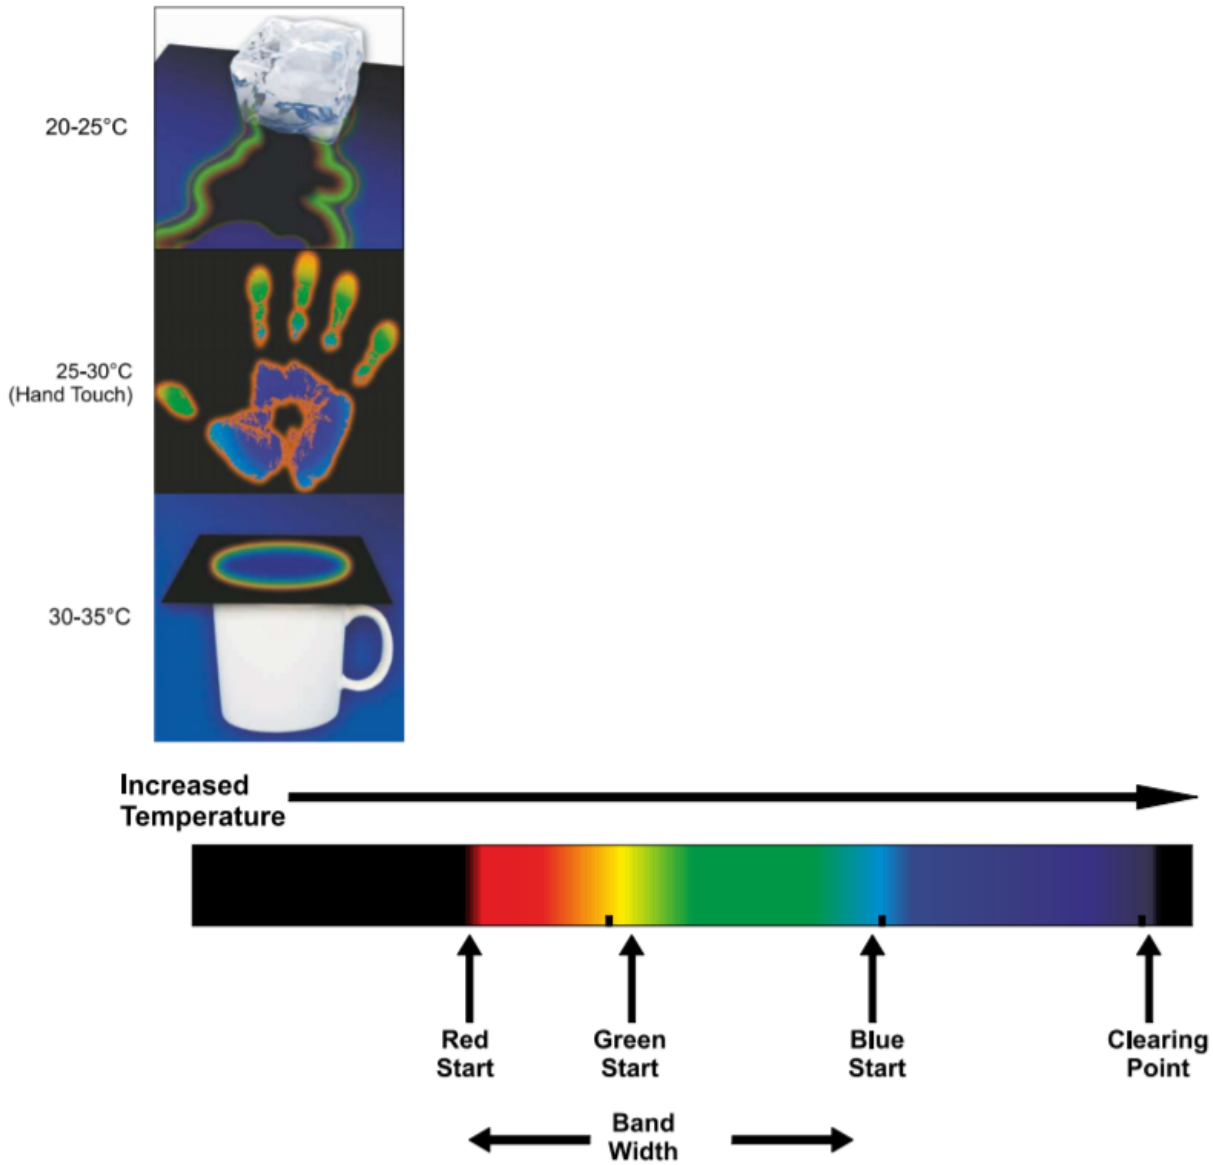 20-25°C
25-30°C
(Hand Touch)
30-35°C
Increased
Temperature
Red
Start
Green
Start
Blue
Start
Clearing
Point
Band
Width